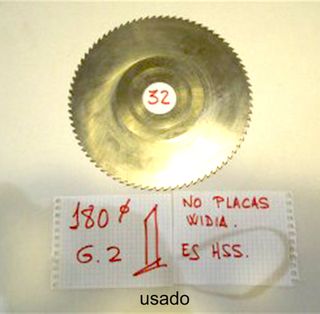 32
180 ϕ
G. 2
NO PLACAS
WIDIA.
ES HSS.
usado